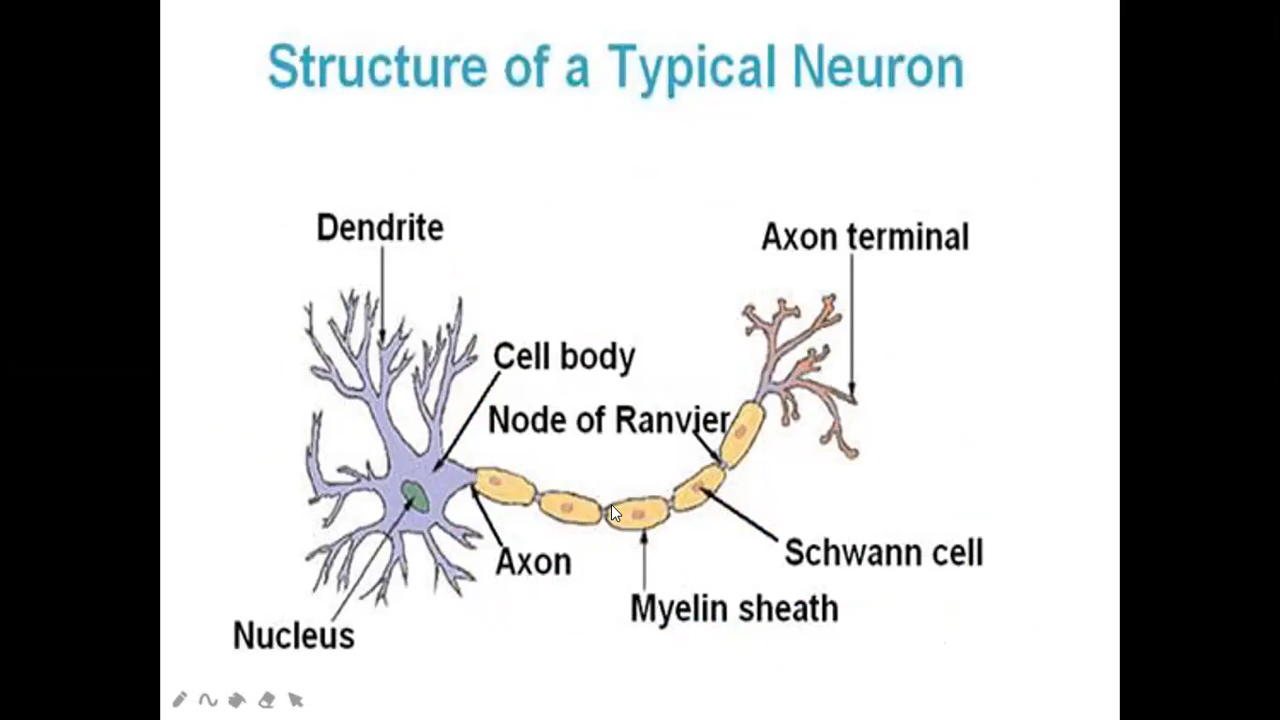 Structure of a Typical Neuron
Dendrite
Axon terminal
Cell body
Node of Ranvier
Axon
Schwann cell
Myelin sheath
Nucleus